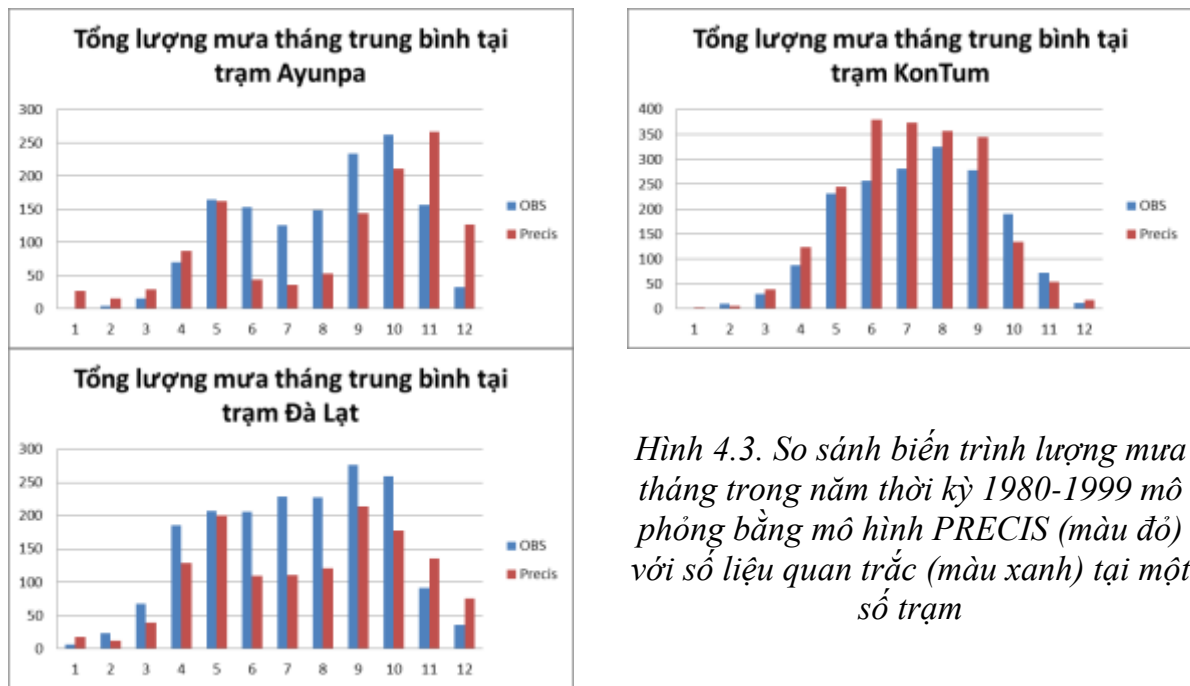 Tổng lượng mưa tháng trung bình tại
trạm Ayunpa
300
250
200
150
100
50
0
1 2 3 4 5 6 7 8 9 10 11 12
OBS
Precis
Tổng lượng mưa tháng trung bình tại
trạm KonTum
400
350
300
250
200
150
100
50
0
1 2 3 4 5 6 7 8 9 10 11 12
OBS
Precis
Tổng lượng mưa tháng trung bình tại
trạm Đà Lạt
300
250
200
150
100
50
0
1 2 3 4 5 6 7 8 9 10 11 12
OBS
Precis
Hình 4.3. So sánh biến trình lượng mưa
tháng trong năm thời kỳ 1980-1999 mô
phỏng bằng mô hình PRECIS (màu đỏ)
với số liệu quan trắc (màu xanh) tại một
số trạm